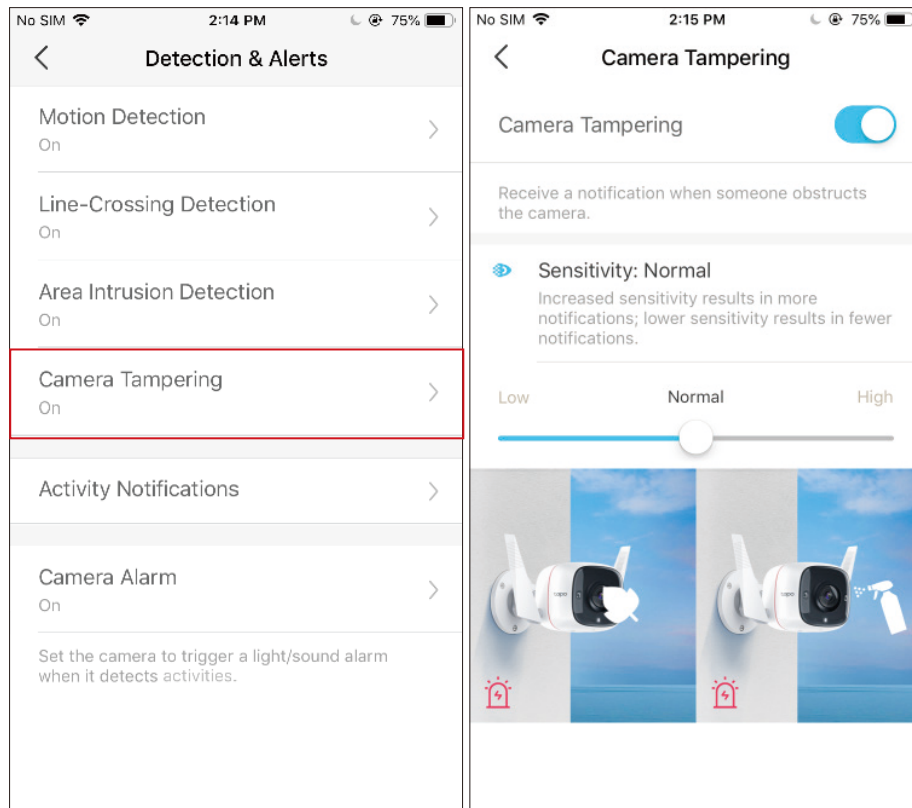 No SIM 2:14 PM 75%
Detection & Alerts
Motion Detection
On
Line-Crossing Detection
On
Area Intrusion Detection
On
Camera Tampering
On
Activity Notifications
Camera Alarm
On
Set the camera to trigger a light/sound alarm
when it detects activities.
No SIM 2:15 PM 75%
Camera Tampering
Camera Tampering
Receive a notification when someone obstructs
the camera.
Sensitivity: Normal
Increased sensitivity results in more
notifications; lower sensitivity results in fewer
notifications.
Low Normal High
tapo
tapo